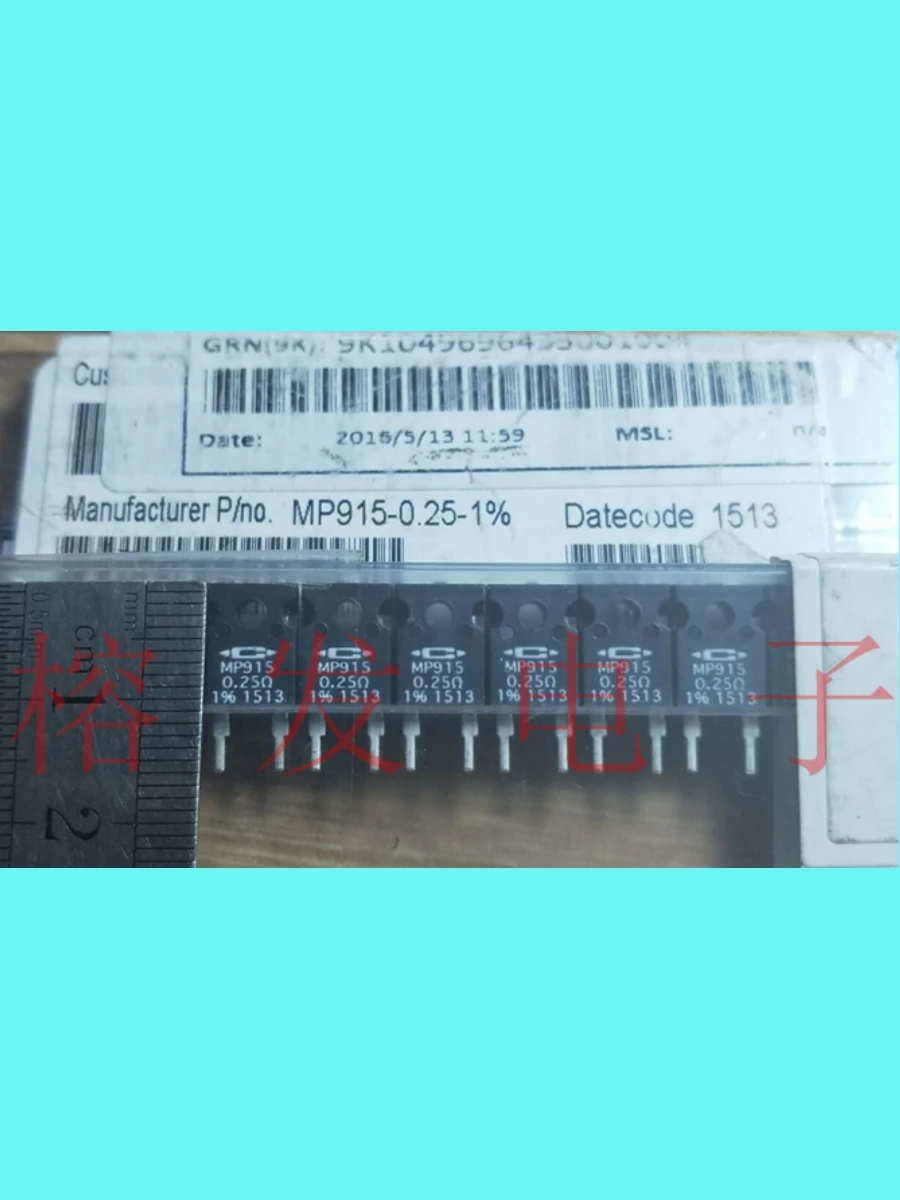 GRN(9K):
Cus
Date: 2016/5/13 11:59 MSL: n/a
Manufacturer P/no. MP915-0.25-1% Datecode 1513
0.5mm
mm
cm
1
2
MP915
0.25Ω
1% 1513
MP915
0.25Ω
1% 1513
MP915
0.25Ω
1% 1513
MP915
0.25Ω
1% 1513
MP915
0.25Ω
1% 1513
MP915
0.25Ω
1% 1513
榕发电子